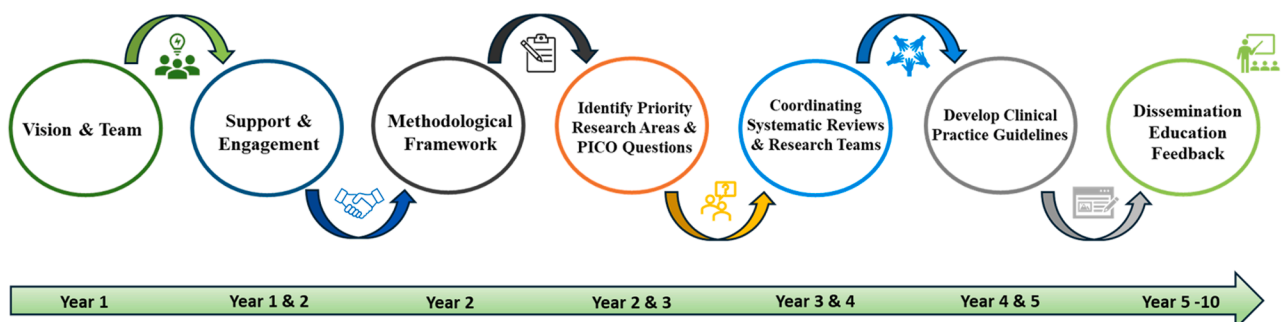 Vision & Team
Support &
Engagement
Methodological
Framework
Identify Priority
Research Areas &
PICO Questions
Coordinating
Systematic Reviews
& Research Teams
Develop Clinical
Practice Guidelines
Dissemination
Education
Feedback
?
Year 1
Year 1 & 2
Year 2
Year 2 & 3
Year 3 & 4
Year 4 & 5
Year 5 -10